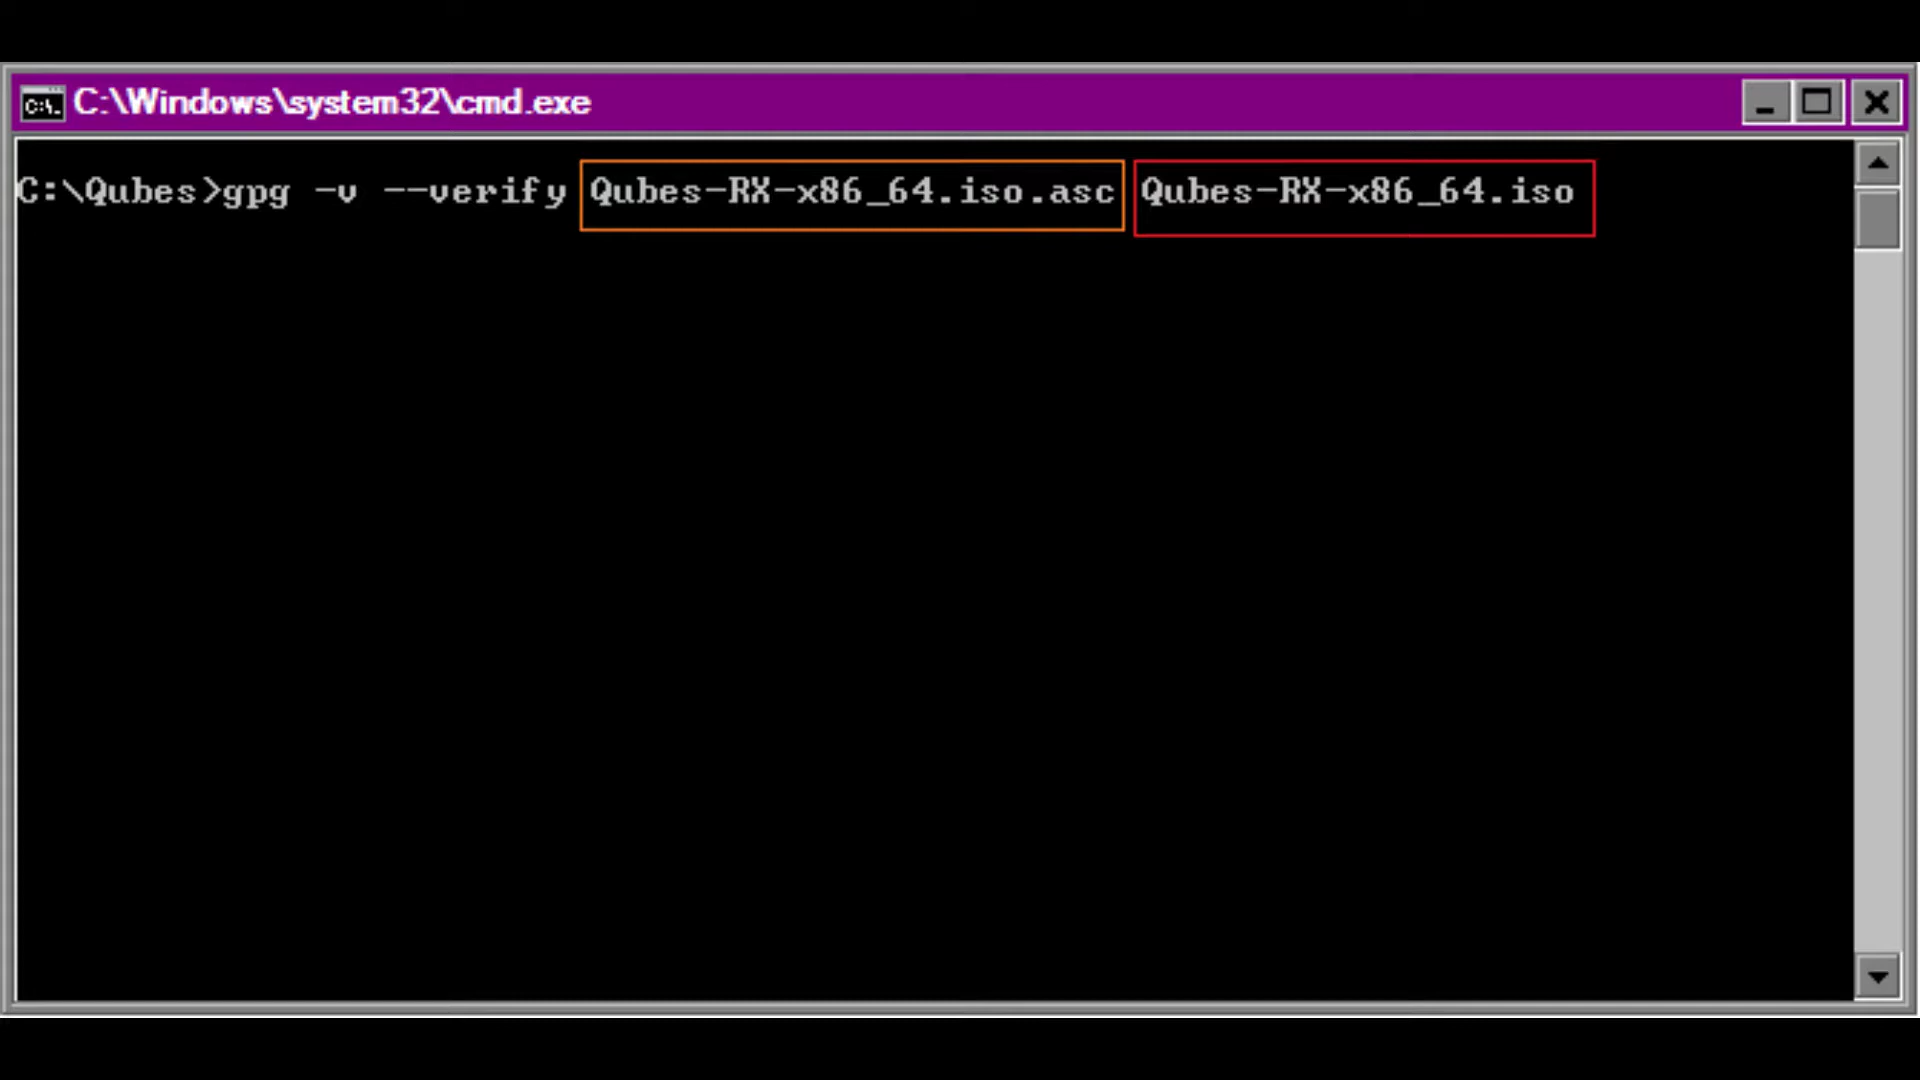 C:\Windows\system32\cmd.exe
C:\Qubes>gpg -v --verify Qubes-RX-x86_64.iso.asc Qubes-RX-x86_64.iso